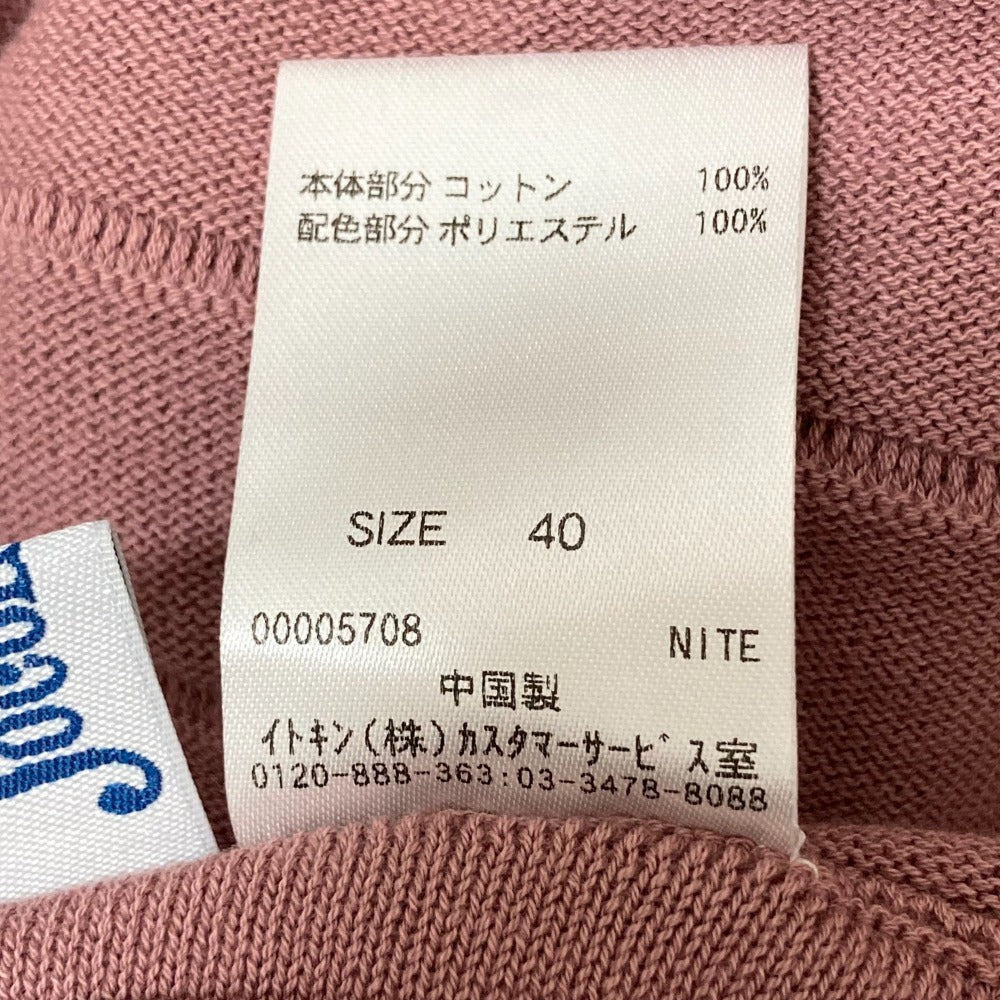 本体部分 コットン 100%
配色部分 ポリエステル 100%
SIZE 40
00005708 NITE
中国製
イトキン(株)カスタマーサービス室
0120-888-363:03-3478-8088